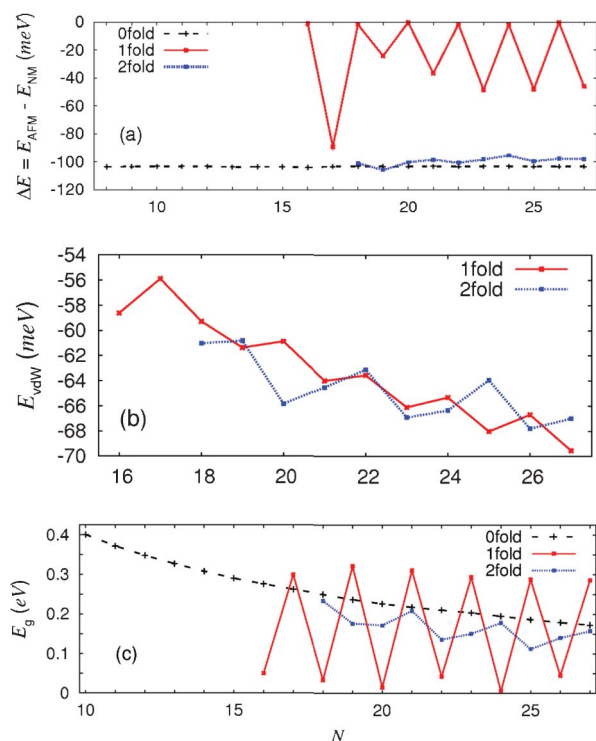 ΔE = E_AFM - E_NM (meV)
0
-20
-40
-60
-80
-100
-120
0fold
1fold
2fold
(a)
10 15 20 25
E_vdW (meV)
-54
-56
-58
-60
-62
-64
-66
-68
-70
1fold
2fold
(b)
16 18 20 22 24 26
E_g (eV)
0.4
0.3
0.2
0.1
0
0fold
1fold
2fold
(c)
10 15 20 25
N